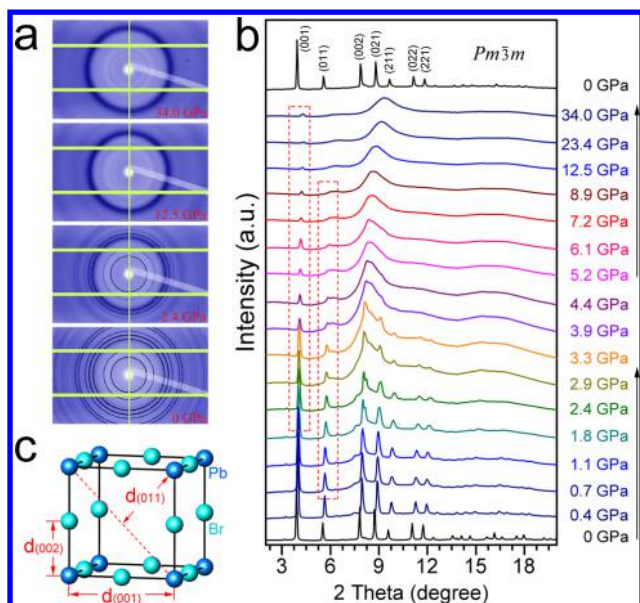 a
34.0 GPa
12.5 GPa
2.4 GPa
0 GPa
b
(001)
(011)
(002)
(021)
(211)
(022)
(221)
Pm3̄m
0 GPa
34.0 GPa
23.4 GPa
12.5 GPa
8.9 GPa
7.2 GPa
6.1 GPa
5.2 GPa
4.4 GPa
3.9 GPa
3.3 GPa
2.9 GPa
2.4 GPa
1.8 GPa
1.1 GPa
0.7 GPa
0.4 GPa
0 GPa
Intensity (a.u.)
3 6 9 12 15 18
2 Theta (degree)
c
Pb
Br
d(011)
d(002)
d(001)